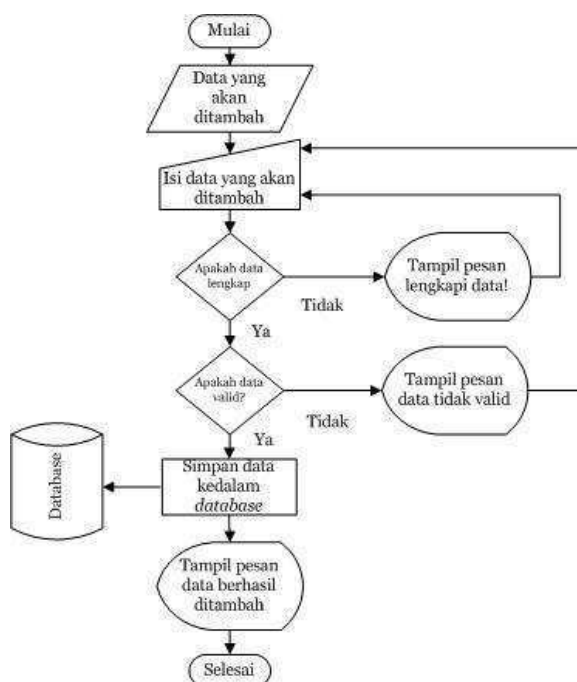 Mulai
Data yang
akan
ditambah
Isi data yang akan
ditambah
Apakah data
lengkap
Tidak
Tampil pesan
lengkapi data!
Ya
Apakah data
valid?
Tidak
Tampil pesan
data tidak valid
Ya
Simpan data
kedalam
database
Database
Tampil pesan
data berhasil
ditambah
Selesai